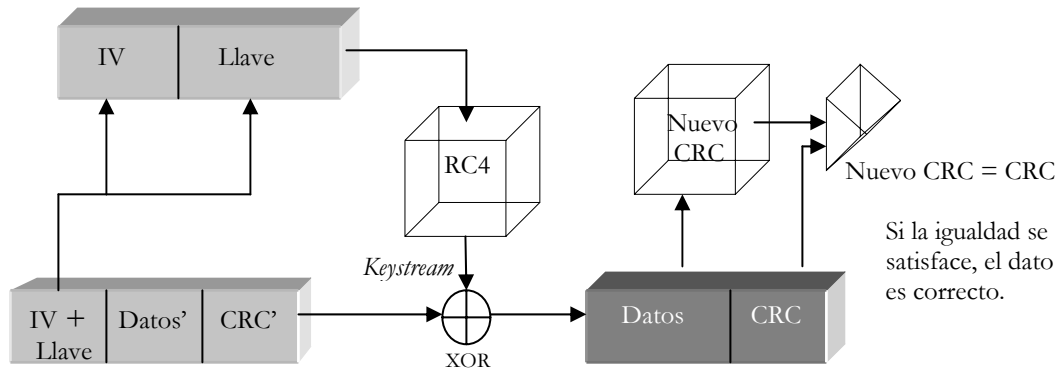 IV
Llave
RC4
Nuevo
CRC
Nuevo CRC = CRC
Si la igualdad se
satisface, el dato
es correcto.
Keystream
IV +
Llave
Datos’
CRC’
XOR
Datos
CRC